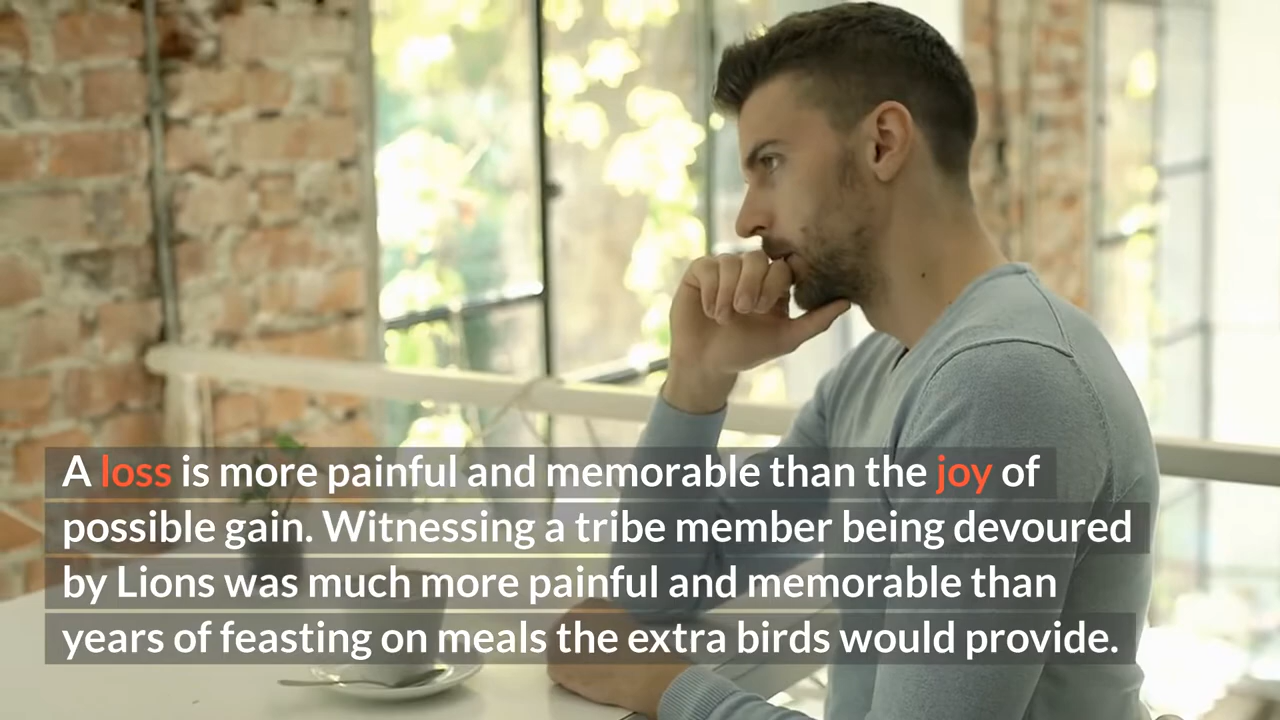 A loss is more painful and memorable than the joy of
possible gain. Witnessing a tribe member being devoured
by Lions was much more painful and memorable than
years of feasting on meals the extra birds would provide.